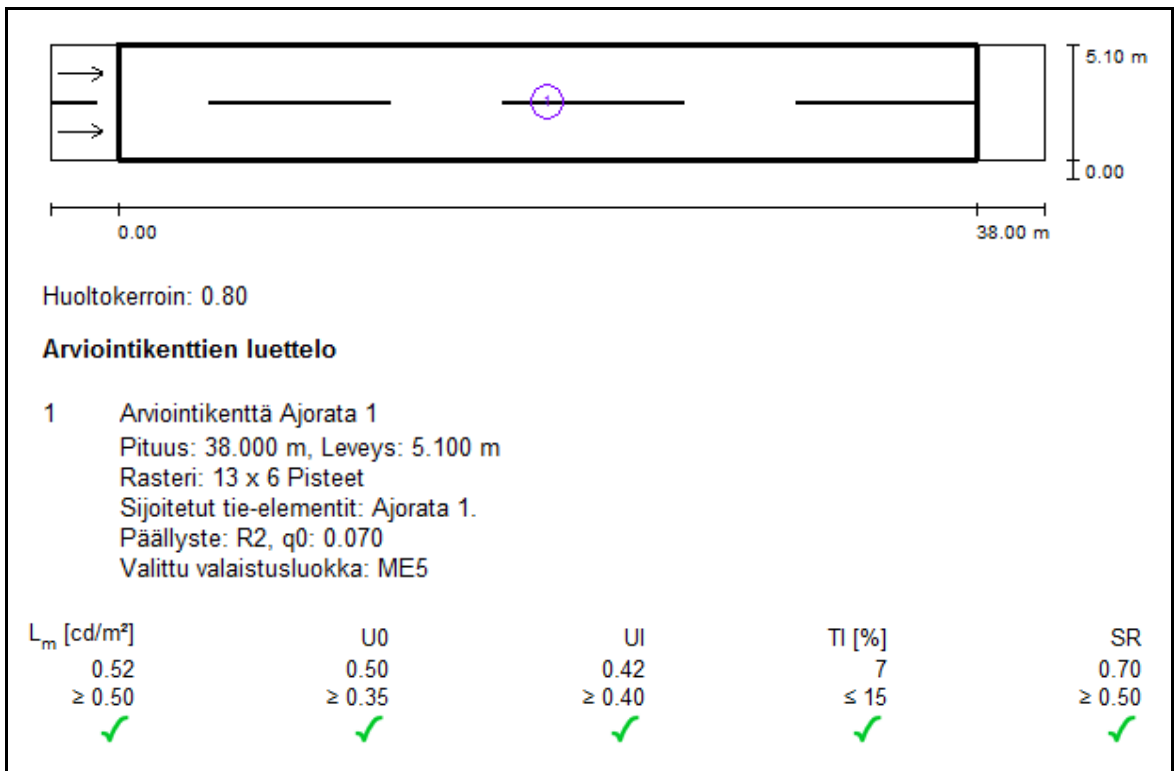 5.10 m
1
0.00
0.00 38.00 m
Huoltokerroin: 0.80
Arviointikenttien luettelo
1 Arviointikenttä Ajorata 1
Pituus: 38.000 m, Leveys: 5.100 m
Rasteri: 13 x 6 Pisteet
Sijoitetut tie-elementit: Ajorata 1.
Päällyste: R2, q0: 0.070
Valittu valaistusluokka: ME5
Lm [cd/m²] U0 UI TI [%] SR
0.52 0.50 0.42 7 0.70
≥ 0.50 ≥ 0.35 ≥ 0.40 ≤ 15 ≥ 0.50